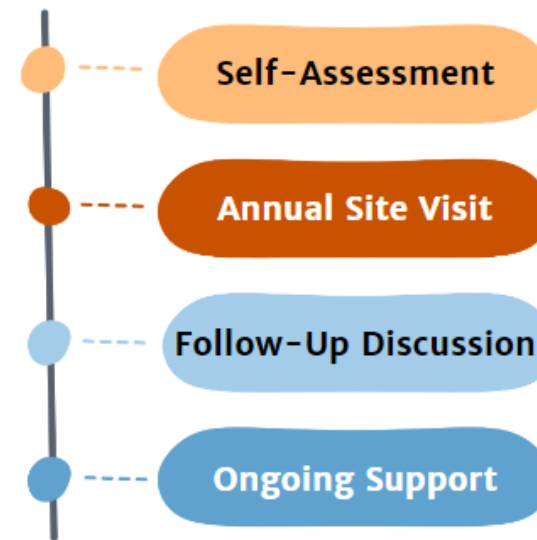 Self-Assessment
Annual Site Visit
Follow-Up Discussion
Ongoing Support